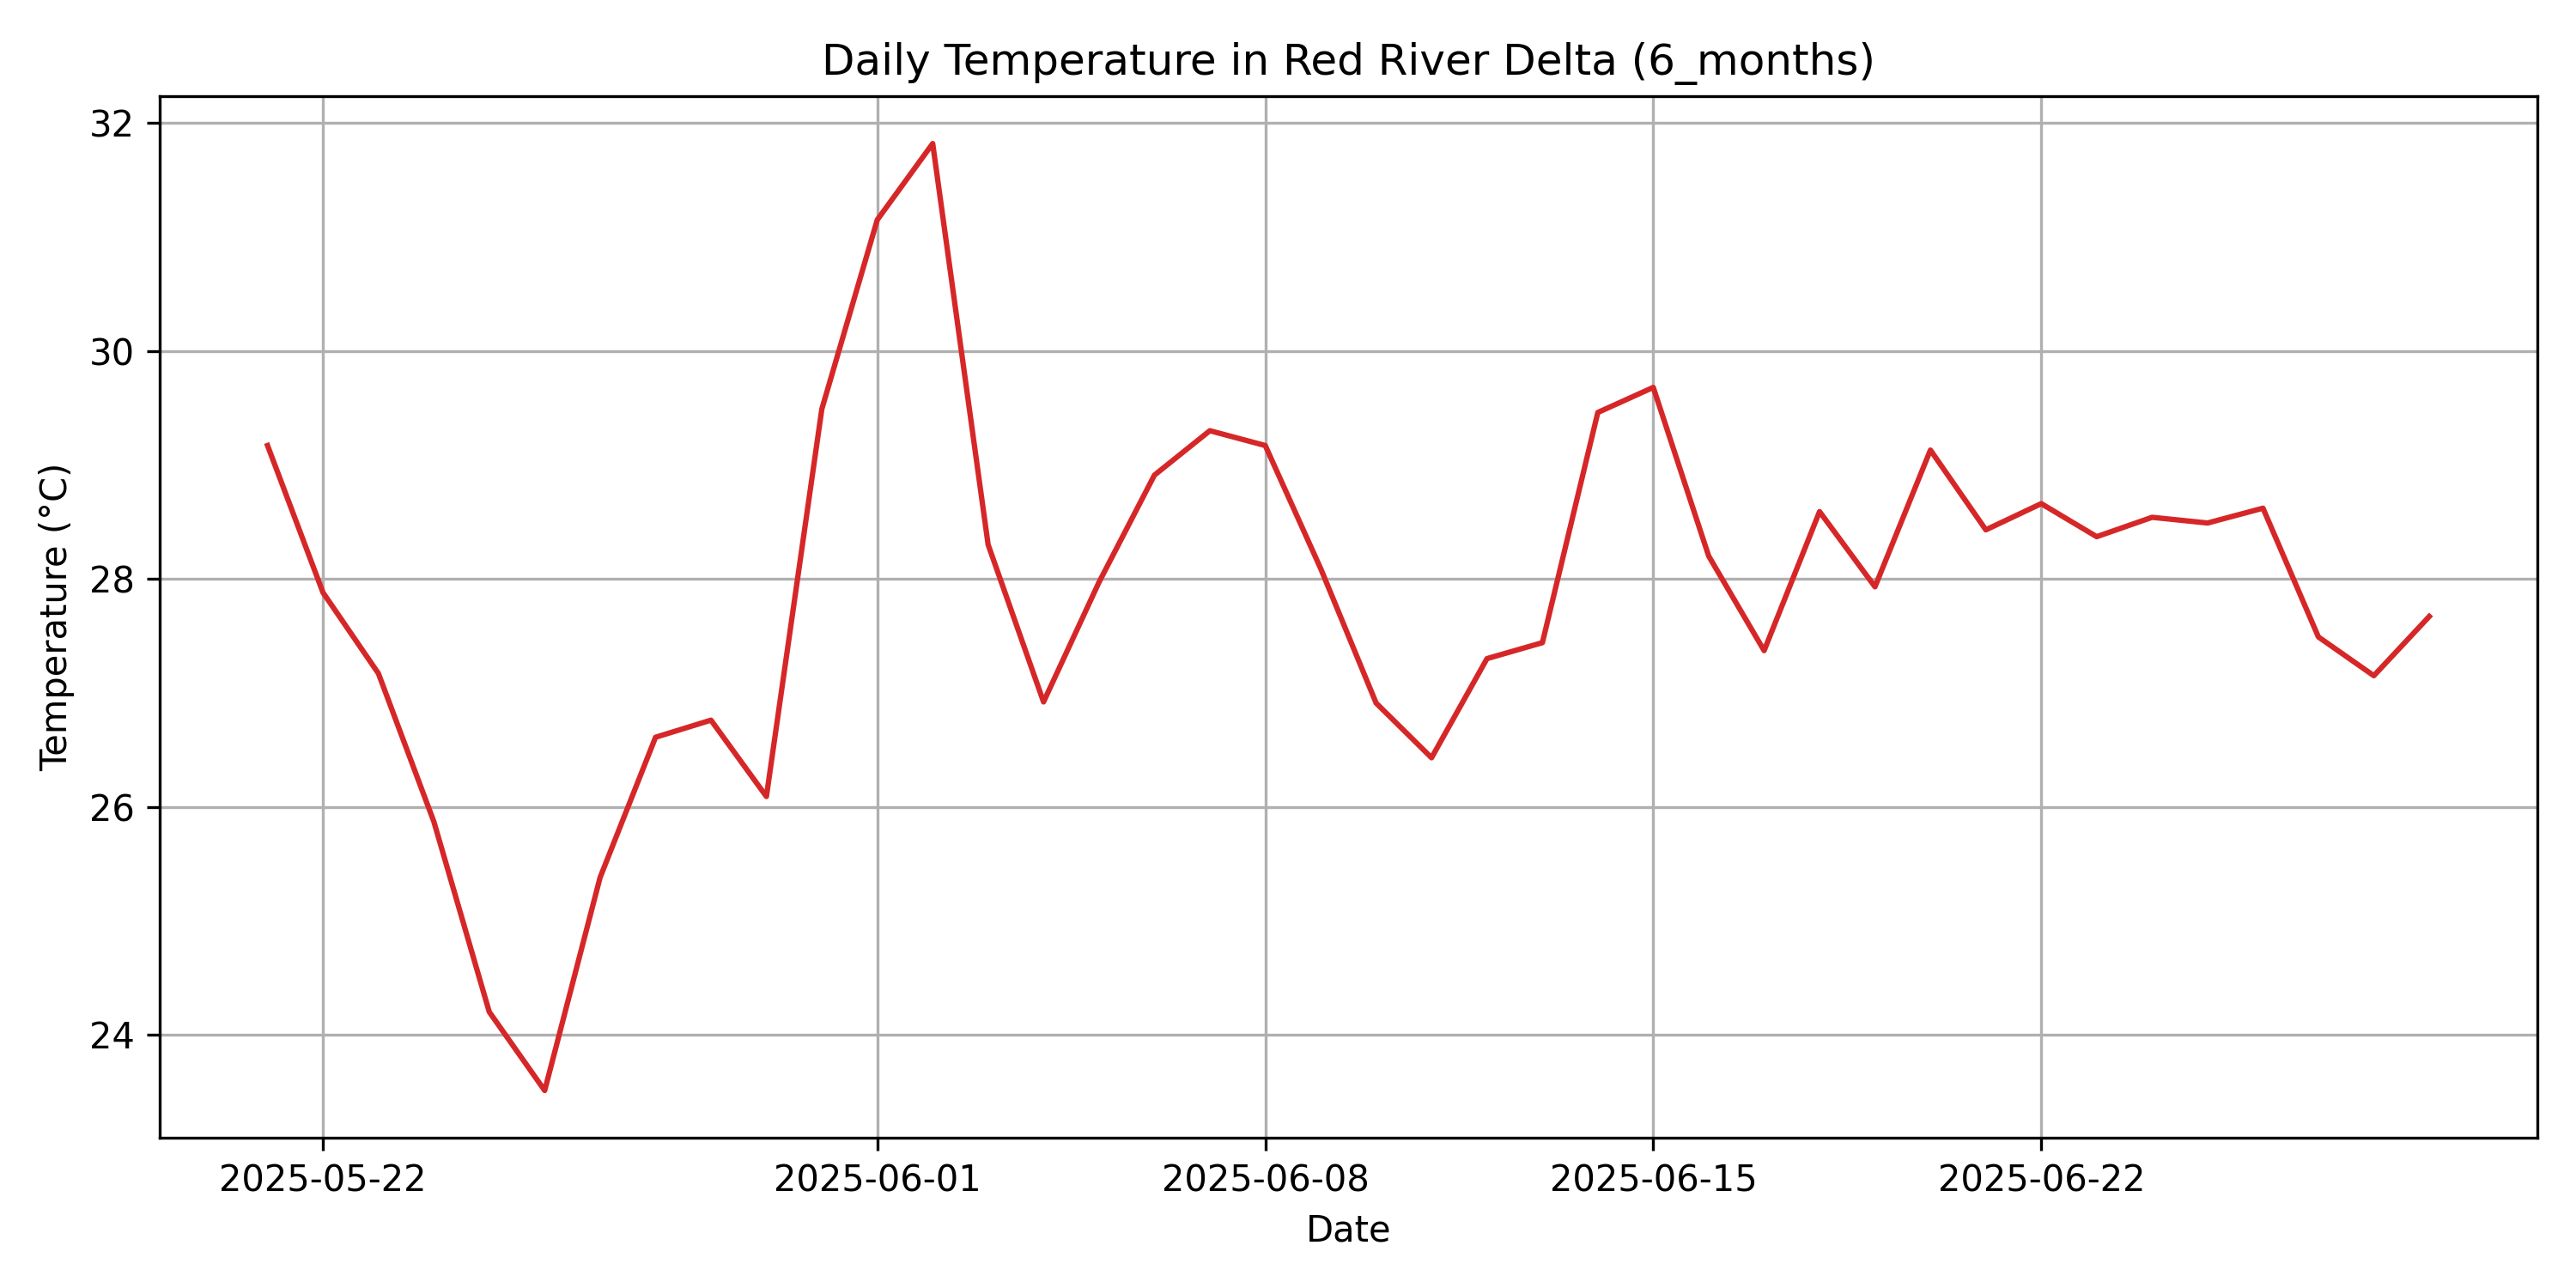 Daily Temperature in Red River Delta (6_months)
32
30
28
26
24
Temperature (°C)
2025-05-22 2025-06-01 2025-06-08 2025-06-15 2025-06-22
Date